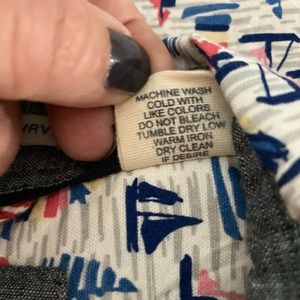 MACHINE WASH
COLD WITH
LIKE COLORS
DO NOT BLEACH
TUMBLE DRY LOW
WARM IRON
DRY CLEAN
IF DESIRE